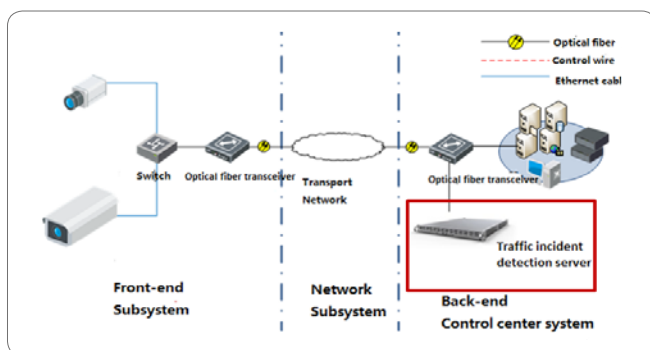 Optical fiber
Control wire
Ethernet cabl
Switch
Optical fiber transceiver
Transport
Network
Optical fiber transceiver
Traffic incident
detection server
Front-end
Subsystem
Network
Subsystem
Back-end
Control center system